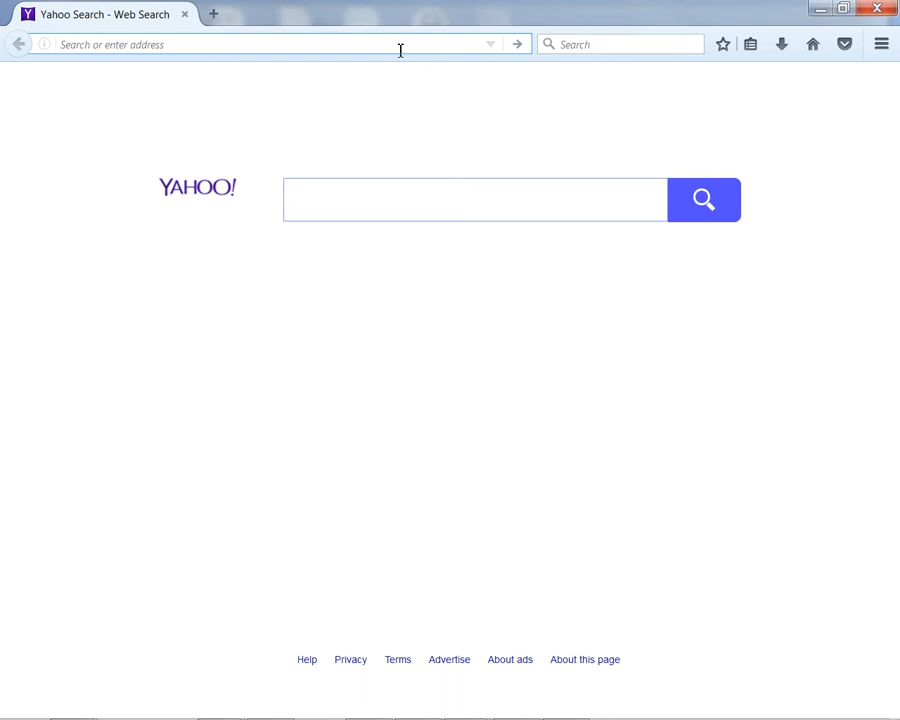 Yahoo Search - Web Search
Search or enter address
Search
YAHOO!
Help Privacy Terms Advertise About ads About this page